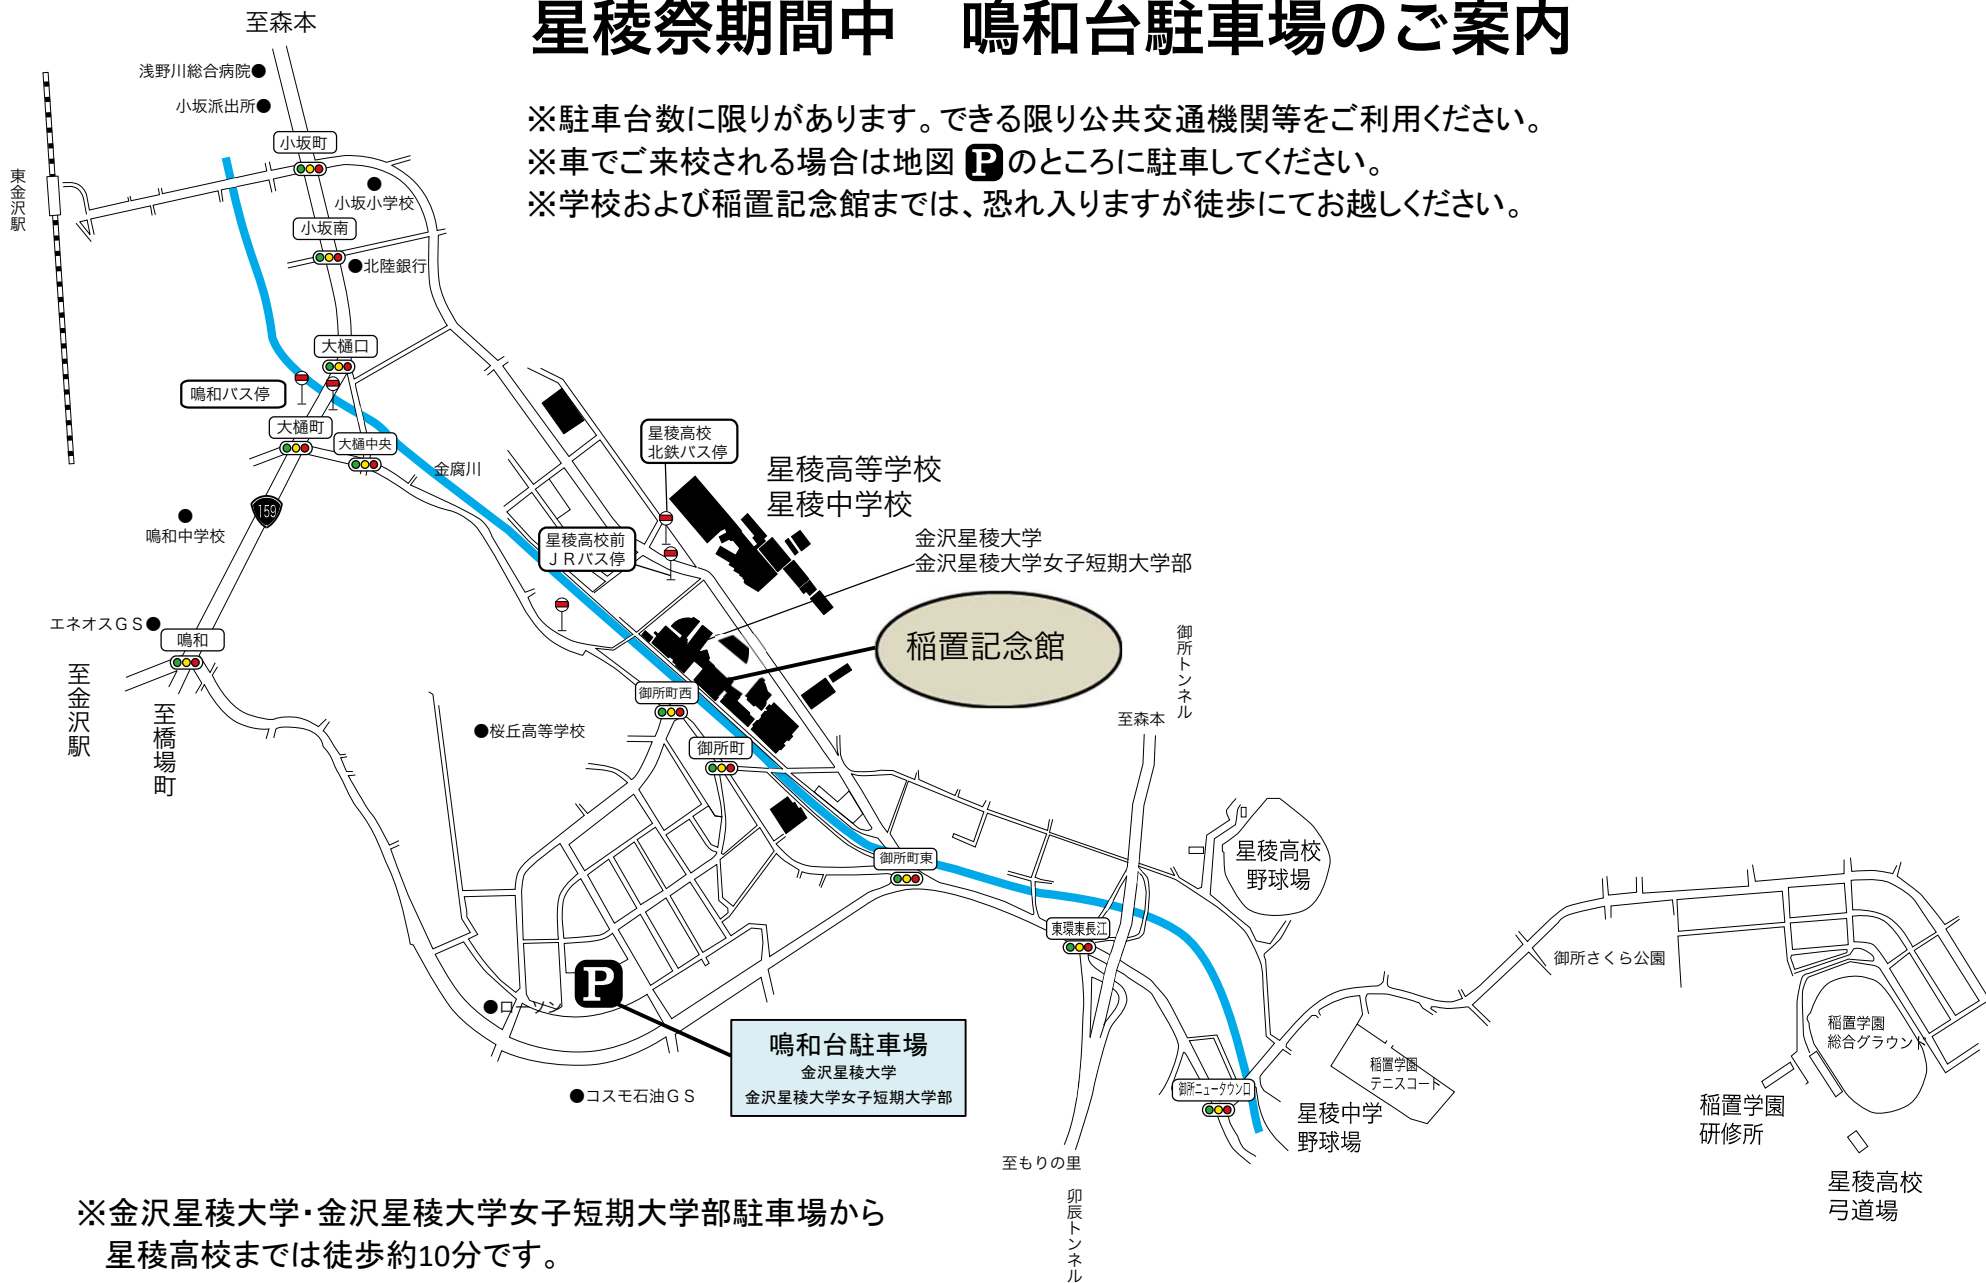 星稜祭期間中　鳴和台駐車場のご案内
※駐車台数に限りがあります。できる限り公共交通機関等をご利用ください。
※車でご来校される場合は地図 P のところに駐車してください。
※学校および稲置記念館までは、恐れ入りますが徒歩にてお越しください。
至森本
浅野川総合病院
小坂派出所
小坂町
東金沢駅
小坂小学校
小坂南
北陸銀行
大樋口
鳴和バス停
大樋町
大樋中央
金腐川
星稜高校
北鉄バス停
星稜高等学校
星稜中学校
159
鳴和中学校
星稜高校前
ＪＲバス停
金沢星稜大学
金沢星稜大学女子短期大学部
エネオスＧＳ
鳴和
稲置記念館
御所トンネル
至金沢駅
至橋場町
御所町西
至森本
桜丘高等学校
御所町
御所町東
星稜高校
野球場
東環東長江
御所さくら公園
P
ローソン
鳴和台駐車場
金沢星稜大学
金沢星稜大学女子短期大学部
稲置学園
総合グラウンド
稲置学園
テニスコート
コスモ石油ＧＳ
御所ニュータウン口
星稜中学
野球場
稲置学園
研修所
至もりの里
卯辰トンネル
星稜高校
弓道場
※金沢星稜大学・金沢星稜大学女子短期大学部駐車場から
星稜高校までは徒歩約10分です。